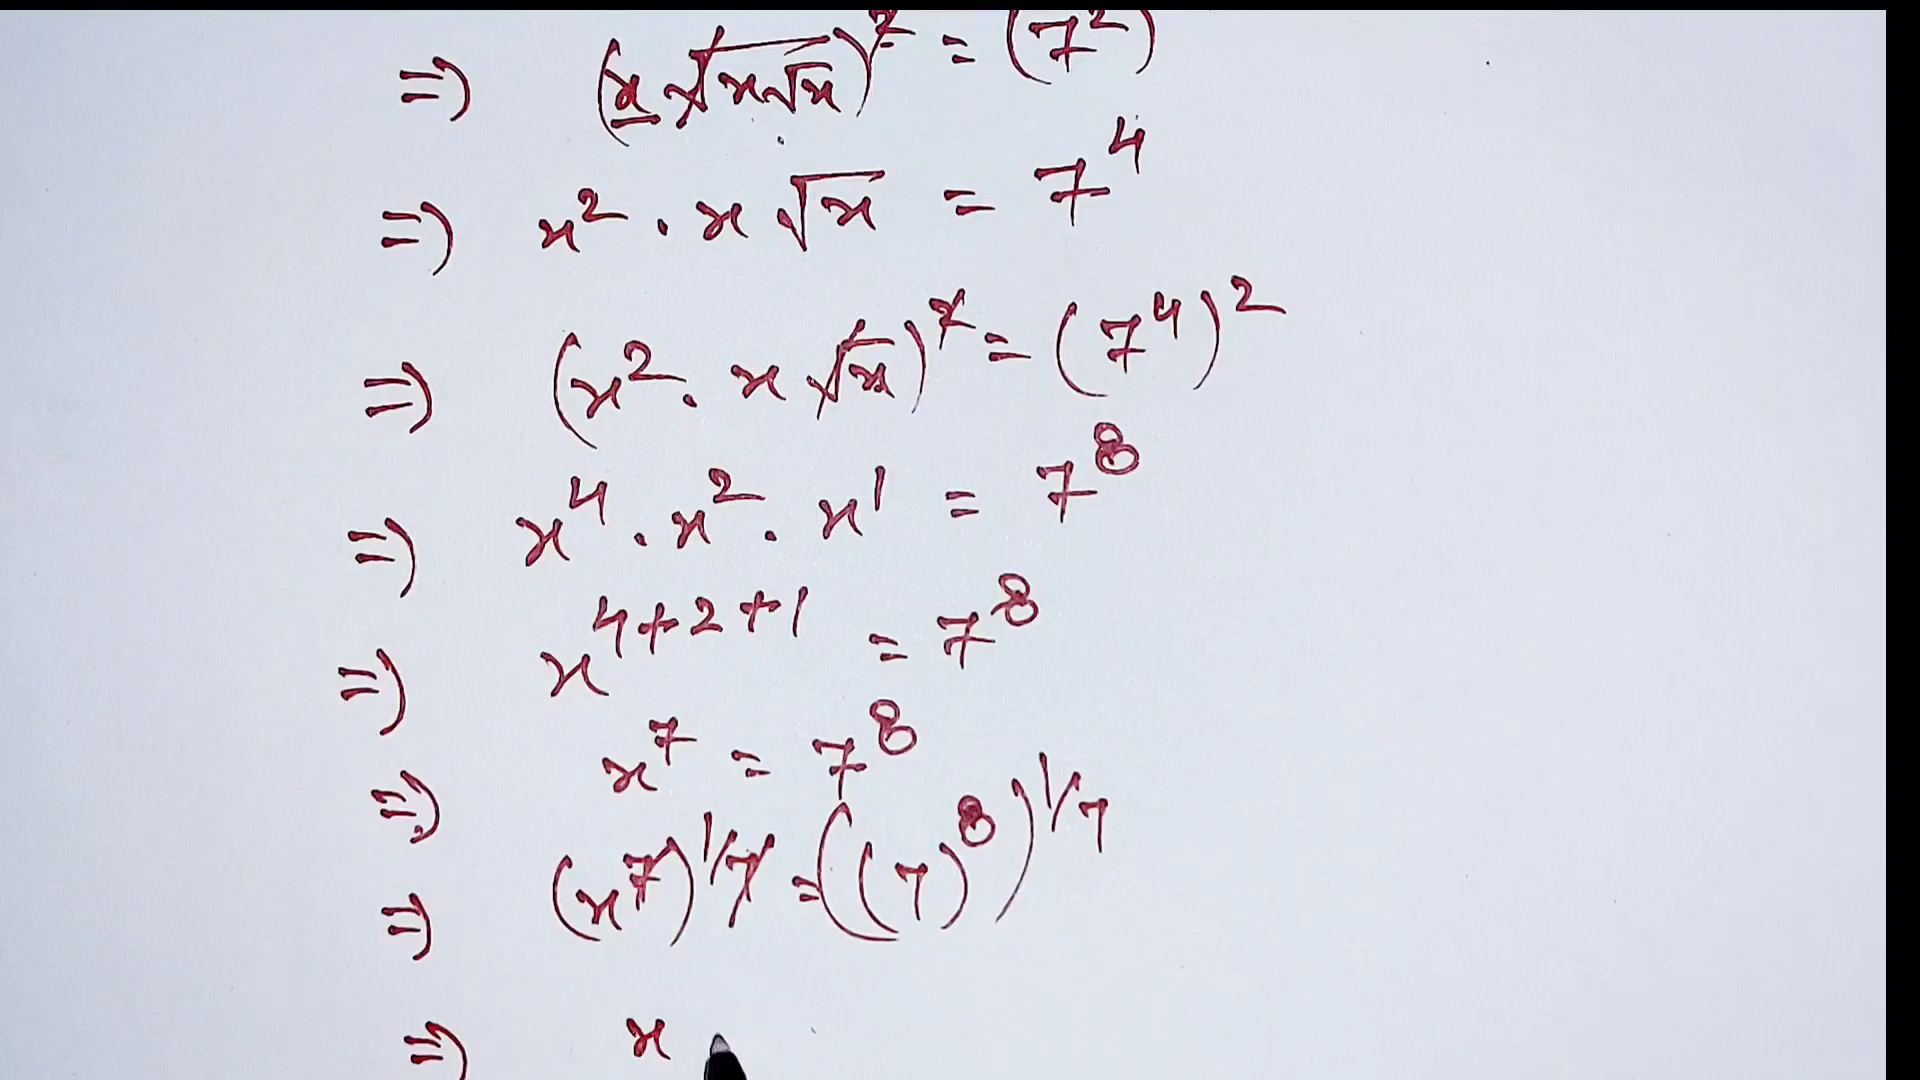 => (x√(x√x))² = (7²)
=> x² . x √x = 7⁴
=> (x² . x √x)² = (7⁴)²
=> x⁴ . x² . x¹ = 7⁸
=> x⁴⁺²⁺¹ = 7⁸
=> x⁷ = 7⁸
=> (x⁷)^1/7 = ((7)⁸)^1/7
=> x